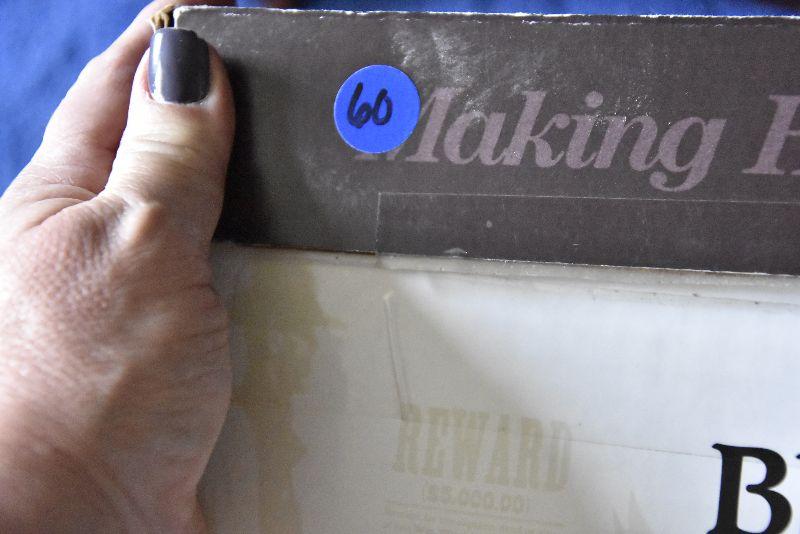 60
Making H
REWARD
($5,000.00)
B